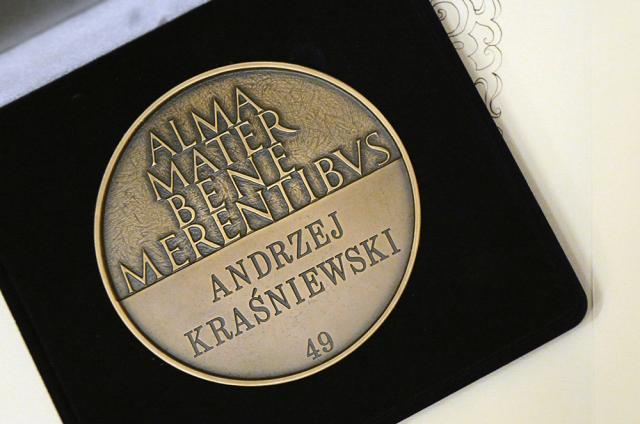 ALMA
MATER
BENE
MERENTIBVS
ANDRZEJ
KRAŚNIEWSKI
49